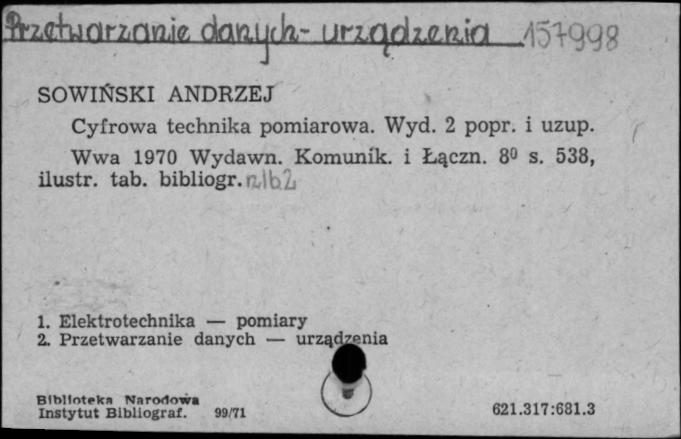 Przetwarzanie danych - urządzenia 157998
SOWIŃSKI ANDRZEJ
Cyfrowa technika pomiarowa. Wyd. 2 popr. i uzup.
Wwa 1970 Wydawn. Komunik. i Łączn. 8⁰ s. 538,
ilustr. tab. bibliogr. nlb 2
1. Elektrotechnika — pomiary
2. Przetwarzanie danych — urządzenia
Biblioteka Narodowa
Instytut Bibliograf. 99/71
621.317:681.3